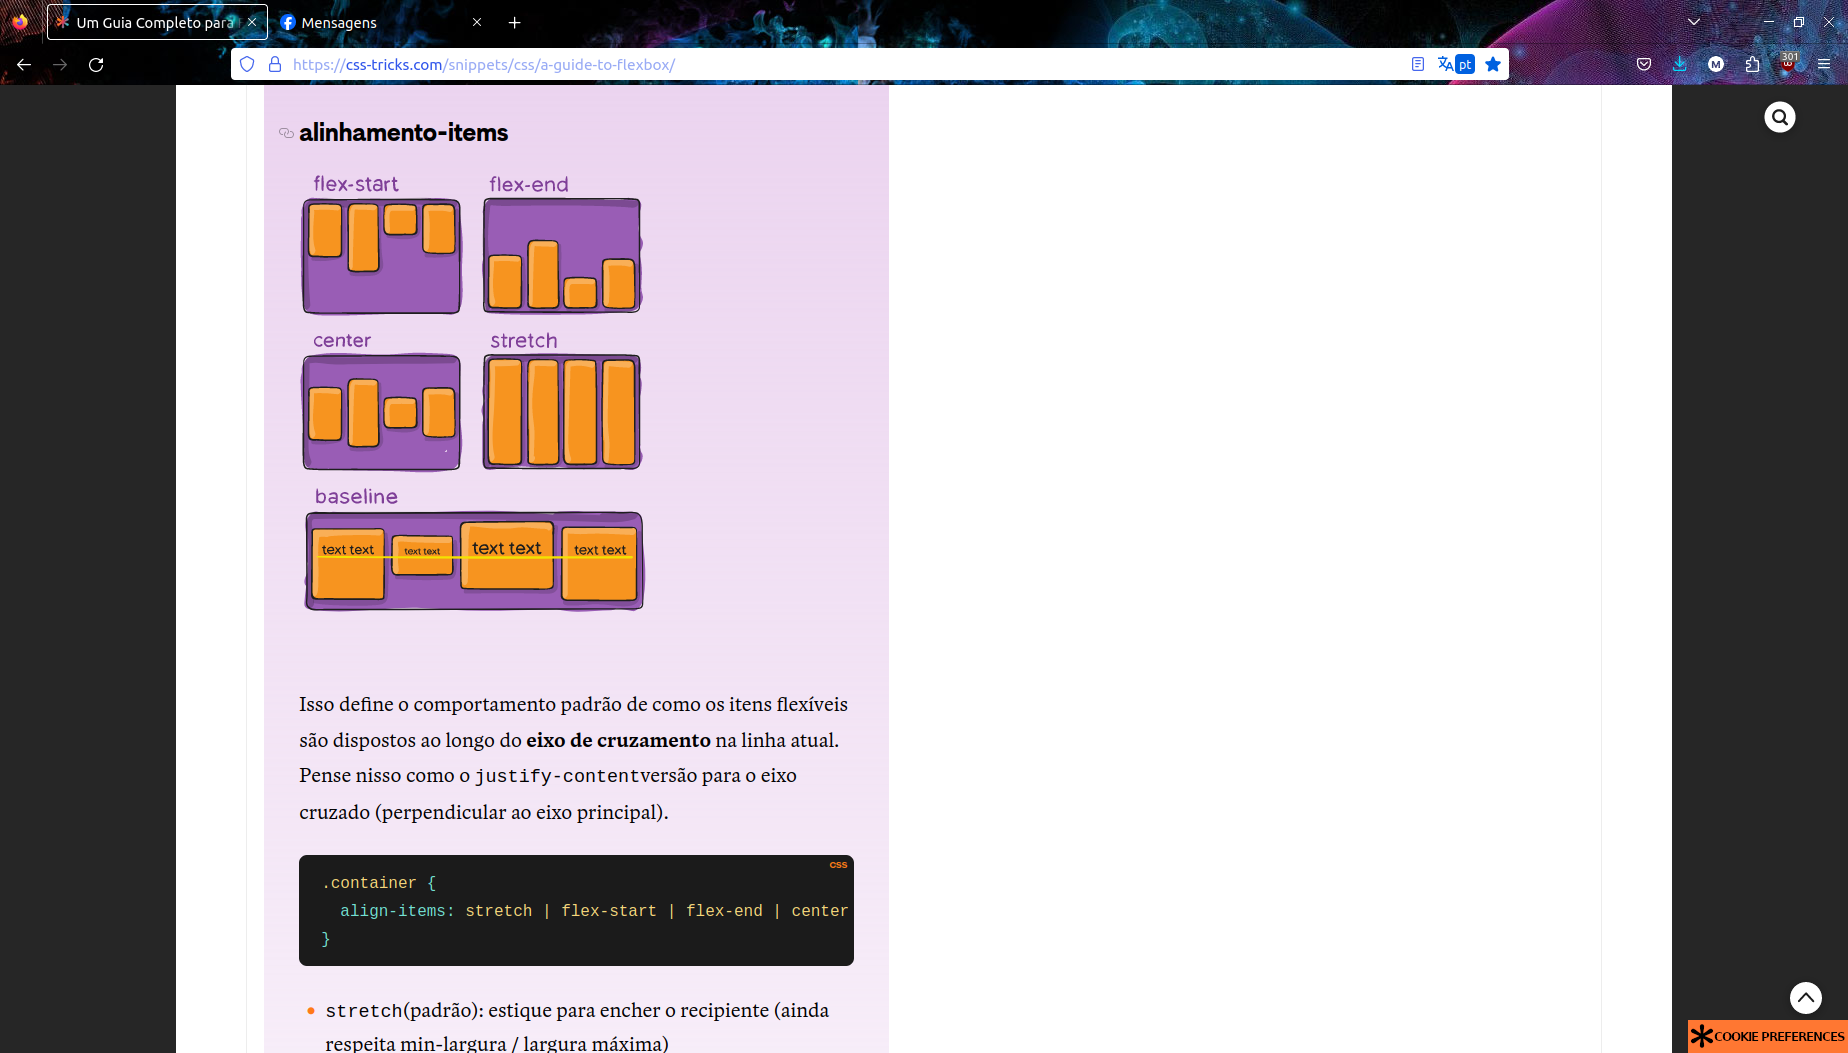 Um Guia Completo para
Mensagens
https://css-tricks.com/snippets/css/a-guide-to-flexbox/
pt
M
301
alinhamento-items
flex-start
flex-end
center
stretch
baseline
text text
text text
text text
text text
Isso define o comportamento padrão de como os itens flexíveis
são dispostos ao longo do eixo de cruzamento na linha atual.
Pense nisso como o justify-contentversão para o eixo
cruzado (perpendicular ao eixo principal).
CSS
.container {
align-items: stretch | flex-start | flex-end | center
}
stretch(padrão): estique para encher o recipiente (ainda
respeita min-largura / largura máxima)
COOKIE PREFERENCES